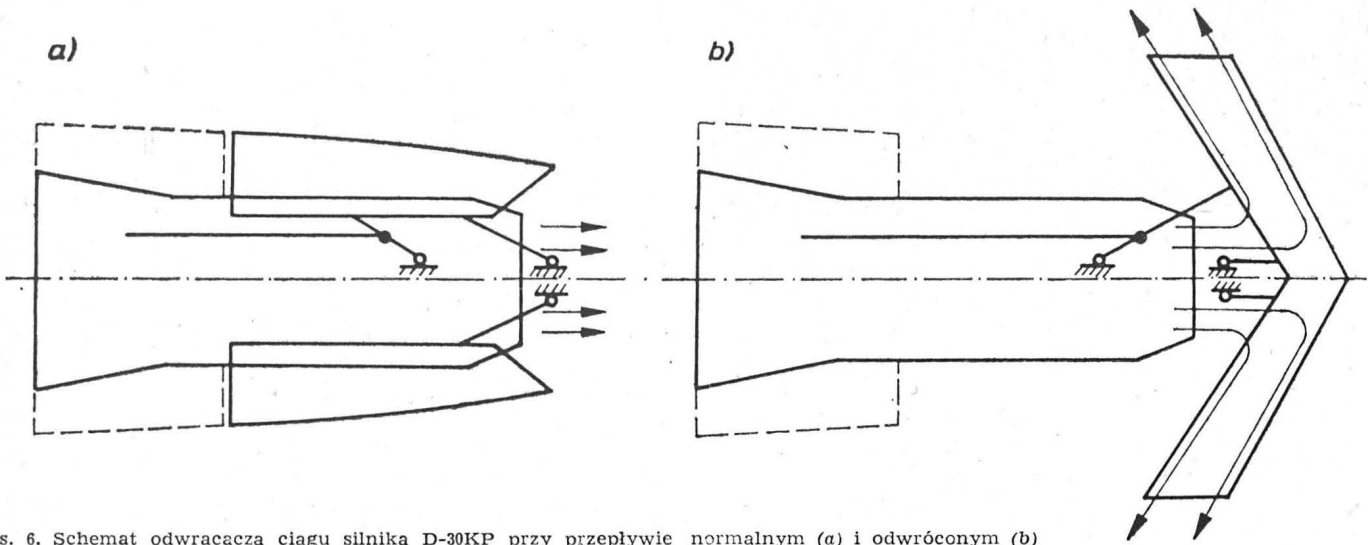 a)
b)
s. 6. Schemat odwracacza ciągu silnika D-30KP przy przepływie normalnym (a) i odwróconym (b)